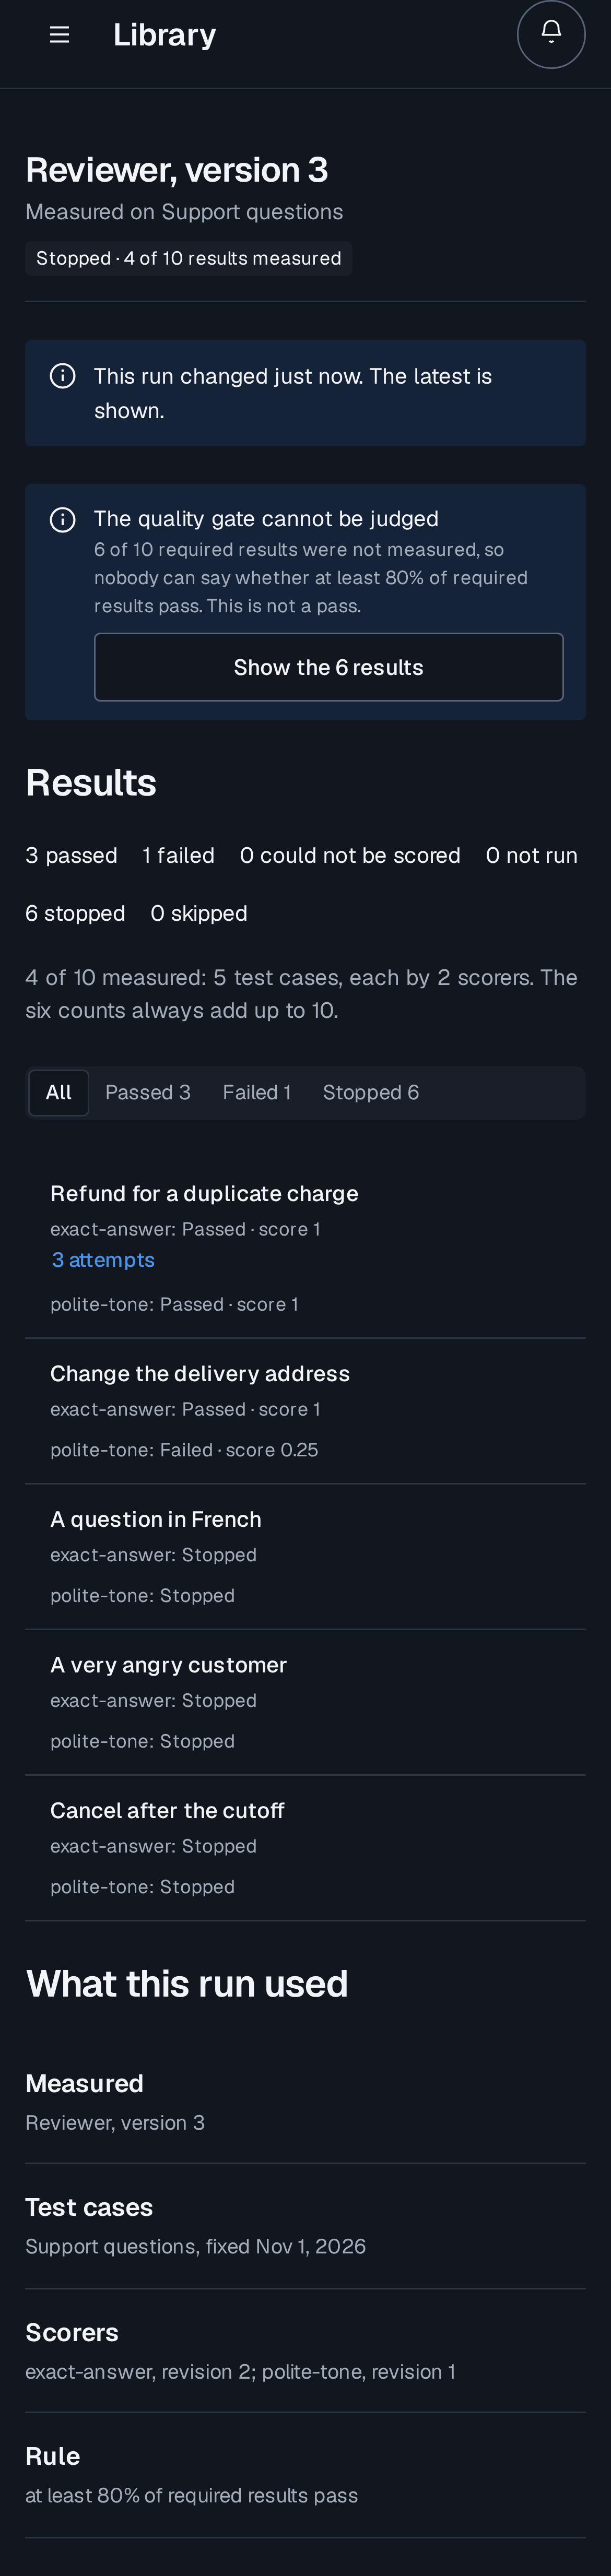 Library
Reviewer, version 3
Measured on Support questions
Stopped · 4 of 10 results measured
This run changed just now. The latest is
shown.
The quality gate cannot be judged
6 of 10 required results were not measured, so
nobody can say whether at least 80% of required
results pass. This is not a pass.
Show the 6 results
Results
3 passed 1 failed 0 could not be scored 0 not run
6 stopped 0 skipped
4 of 10 measured: 5 test cases, each by 2 scorers. The
six counts always add up to 10.
All Passed 3 Failed 1 Stopped 6
Refund for a duplicate charge
exact-answer: Passed · score 1
3 attempts
polite-tone: Passed · score 1
Change the delivery address
exact-answer: Passed · score 1
polite-tone: Failed · score 0.25
A question in French
exact-answer: Stopped
polite-tone: Stopped
A very angry customer
exact-answer: Stopped
polite-tone: Stopped
Cancel after the cutoff
exact-answer: Stopped
polite-tone: Stopped
What this run used
Measured
Reviewer, version 3
Test cases
Support questions, fixed Nov 1, 2026
Scorers
exact-answer, revision 2; polite-tone, revision 1
Rule
at least 80% of required results pass